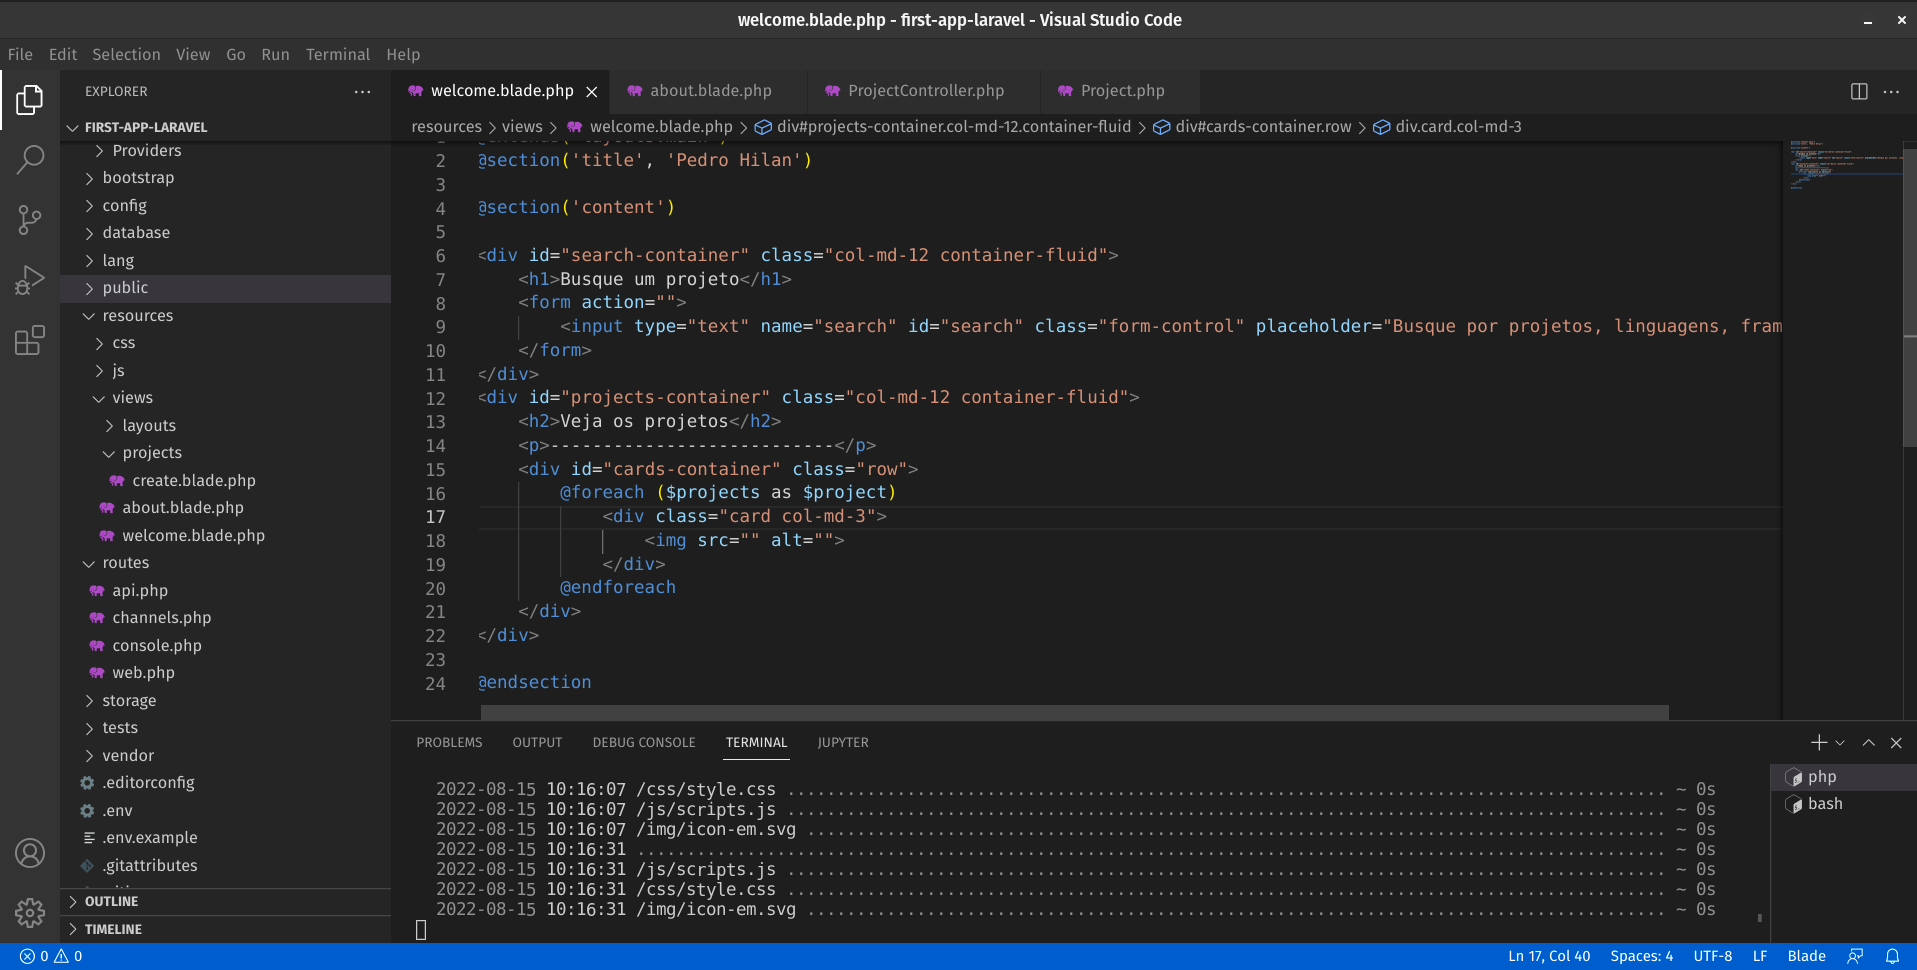 welcome.blade.php - first-app-laravel - Visual Studio Code
File Edit Selection View Go Run Terminal Help
EXPLORER
FIRST-APP-LARAVEL
Providers
bootstrap
config
database
lang
public
resources
css
js
views
layouts
projects
create.blade.php
about.blade.php
welcome.blade.php
routes
api.php
channels.php
console.php
web.php
storage
tests
vendor
.editorconfig
.env
.env.example
.gitattributes
OUTLINE
TIMELINE
welcome.blade.php about.blade.php ProjectController.php Project.php
resources > views > welcome.blade.php > div#projects-container.col-md-12.container-fluid > div#cards-container.row > div.card.col-md-3
2 @section('title', 'Pedro Hilan')
3
4 @section('content')
5
6 <div id="search-container" class="col-md-12 container-fluid">
7 <h1>Busque um projeto</h1>
8 <form action="">
9 <input type="text" name="search" id="search" class="form-control" placeholder="Busque por projetos, linguagens, fram
10 </form>
11 </div>
12 <div id="projects-container" class="col-md-12 container-fluid">
13 <h2>Veja os projetos</h2>
14 <p>---------------------------</p>
15 <div id="cards-container" class="row">
16 @foreach ($projects as $project)
17 <div class="card col-md-3">
18 <img src="" alt="">
19 </div>
20 @endforeach
21 </div>
22 </div>
23
24 @endsection
PROBLEMS OUTPUT DEBUG CONSOLE TERMINAL JUPYTER
2022-08-15 10:16:07 /css/style.css ........................................................................................ ~ 0s
2022-08-15 10:16:07 /js/scripts.js ........................................................................................ ~ 0s
2022-08-15 10:16:07 /img/icon-em.svg ...................................................................................... ~ 0s
2022-08-15 10:16:31 ....................................................................................................... ~ 0s
2022-08-15 10:16:31 /js/scripts.js ........................................................................................ ~ 0s
2022-08-15 10:16:31 /css/style.css ........................................................................................ ~ 0s
2022-08-15 10:16:31 /img/icon-em.svg ...................................................................................... ~ 0s
php
bash
0 0 Ln 17, Col 40 Spaces: 4 UTF-8 LF Blade